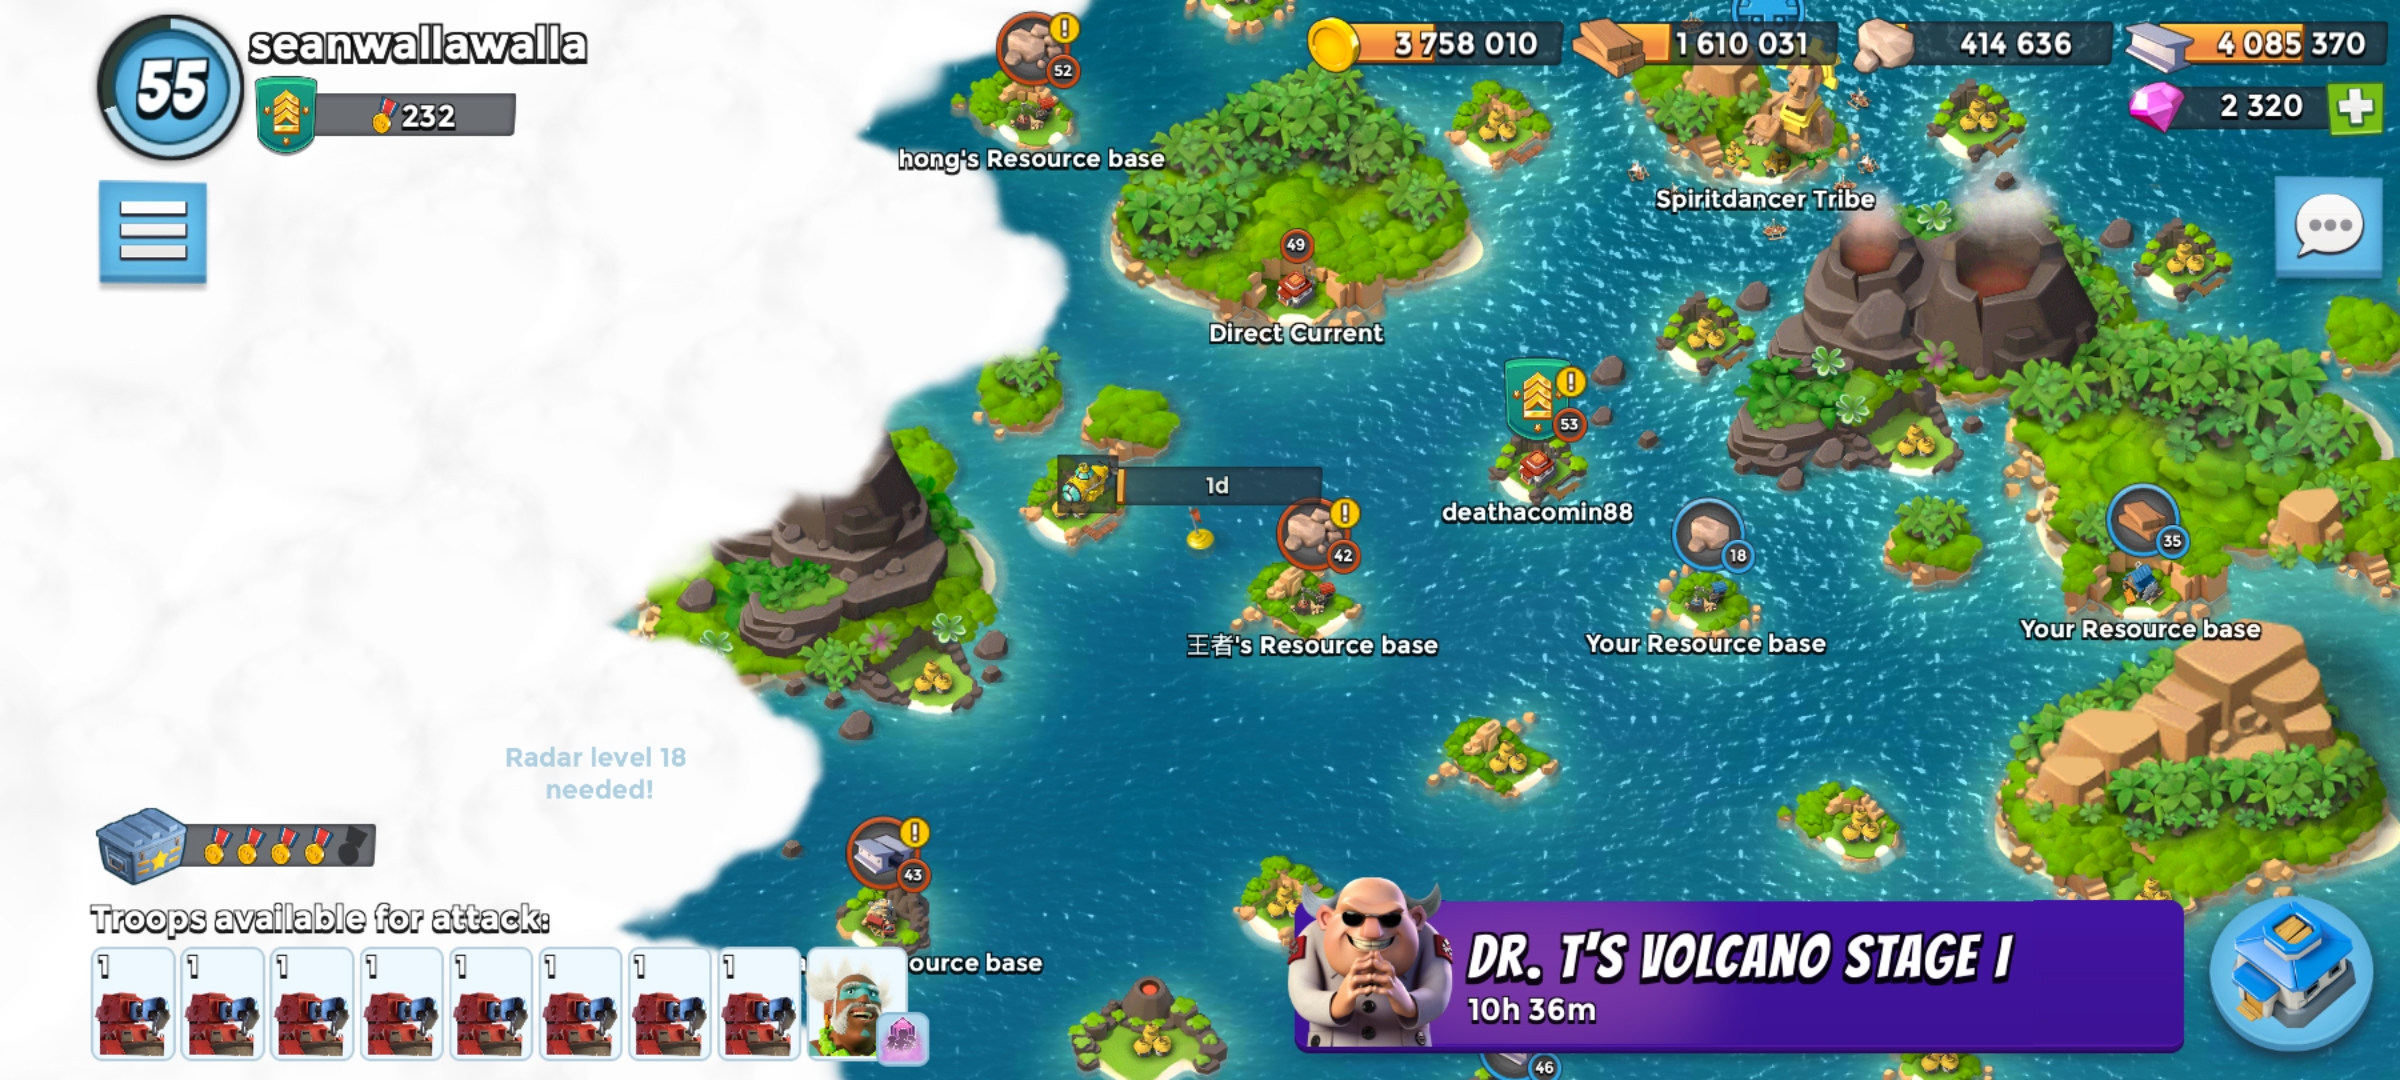 55
seanwallawalla
232
52
hong's Resource base
3 758 010
1 610 031
414 636
4 085 370
2 320
Spiritdancer Tribe
49
Direct Current
53
deathacomin88
1d
42
王者's Resource base
18
Your Resource base
35
Your Resource base
Radar level 18
needed!
43
ource base
Troops available for attack:
1
1
1
1
1
1
1
1
DR. T'S VOLCANO STAGE I
10h 36m
46